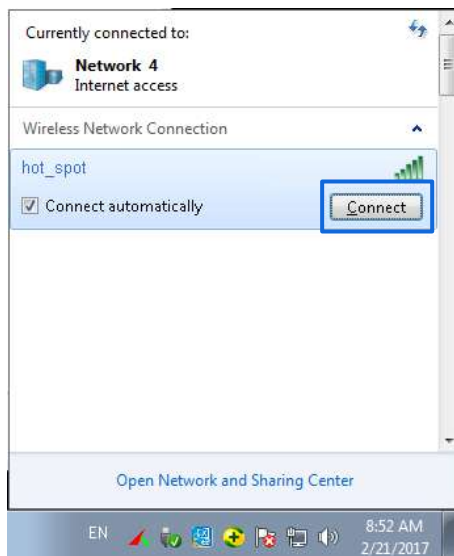 Currently connected to:
Network 4
Internet access
Wireless Network Connection
hot_spot
Connect automatically
Connect
Open Network and Sharing Center
EN
8:52 AM
2/21/2017